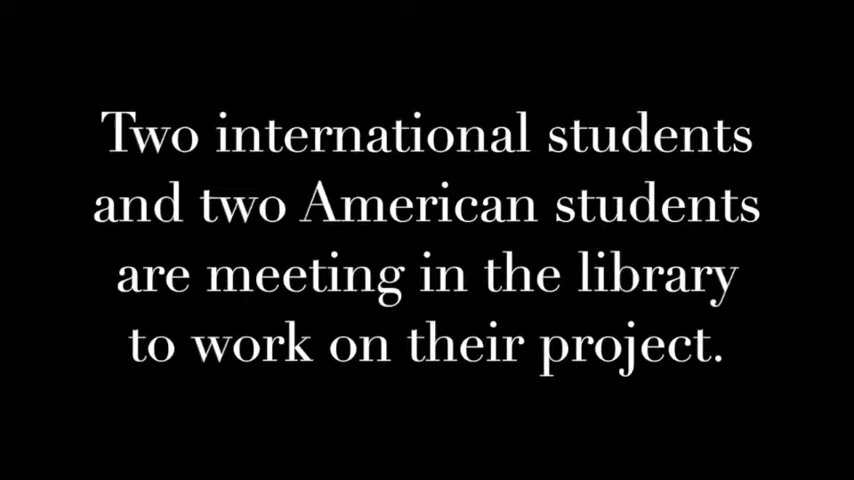 Two international students
and two American students
are meeting in the library
to work on their project.